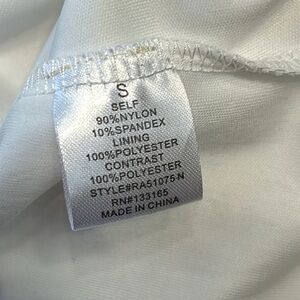 S
SELF
90%NYLON
10%SPANDEX
LINING
100%POLYESTER
CONTRAST
100%POLYESTER
STYLE#RA51075-N
RN#133165
MADE IN CHINA